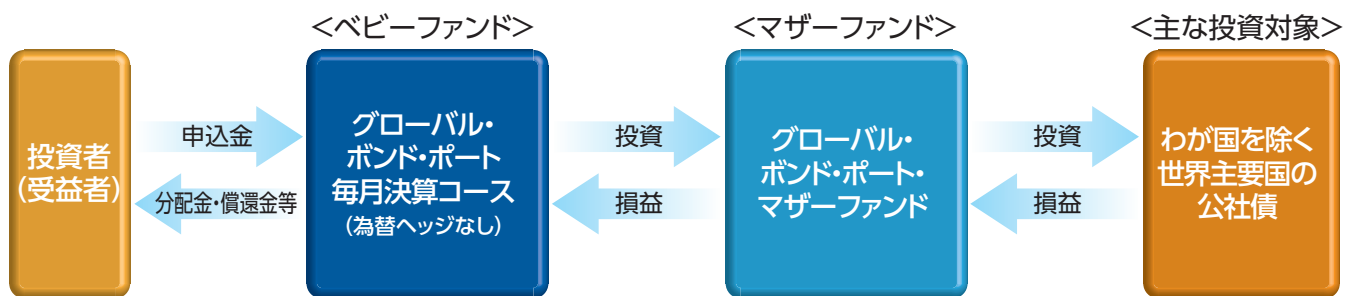 <ベビーファンド>
<マザーファンド>
<主な投資対象>
投資者
(受益者)
申込金
分配金・償還金等
グローバル・
ボンド・ポート
毎月決算コース
(為替ヘッジなし)
投資
損益
グローバル・
ボンド・ポート・
マザーファンド
投資
損益
わが国を除く
世界主要国の
公社債